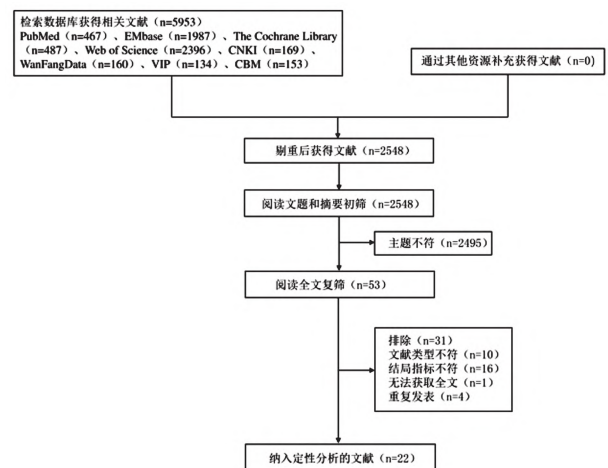 检索数据库获得相关文献（n=5953）
PubMed（n=467）、EMbase（n=1987）、The Cochrane Library
（n=487）、Web of Science（n=2396）、CNKI（n=169）、
WanFangData（n=160）、VIP（n=134）、CBM（n=153）
通过其他资源补充获得文献（n=0)
剔重后获得文献（n=2548）
阅读文题和摘要初筛（n=2548）
主题不符（n=2495）
阅读全文复筛（n=53）
排除（n=31）
文献类型不符（n=10）
结局指标不符（n=16）
无法获取全文（n=1）
重复发表（n=4）
纳入定性分析的文献（n=22）